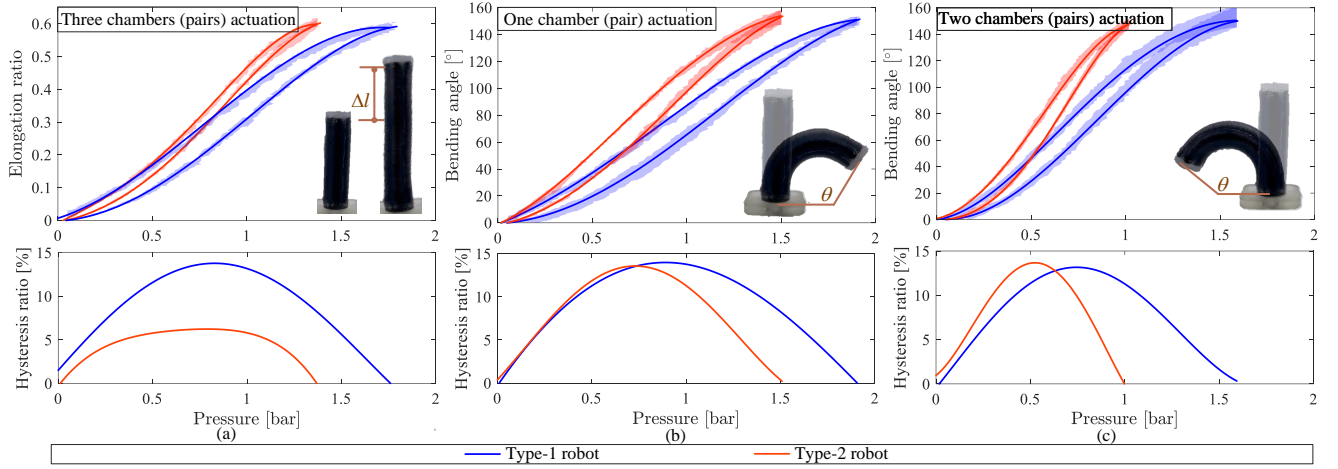 Three chambers (pairs) actuation
Elongation ratio
0.6
0.5
0.4
0.3
0.2
0.1
0
0 0.5 1 1.5 2
Δl
Hysteresis ratio [%]
15
10
5
0
0 0.5 1 1.5 2
Pressure [bar]
(a)
One chamber (pair) actuation
Bending angle [°]
160
140
120
100
80
60
40
20
0
0 0.5 1 1.5 2
θ
Hysteresis ratio [%]
15
10
5
0
0 0.5 1 1.5 2
Pressure [bar]
(b)
Two chambers (pairs) actuation
Bending angle [°]
160
140
120
100
80
60
40
20
0
0 0.5 1 1.5 2
θ
Hysteresis ratio [%]
15
10
5
0
0 0.5 1 1.5 2
Pressure [bar]
(c)
Type-1 robot Type-2 robot